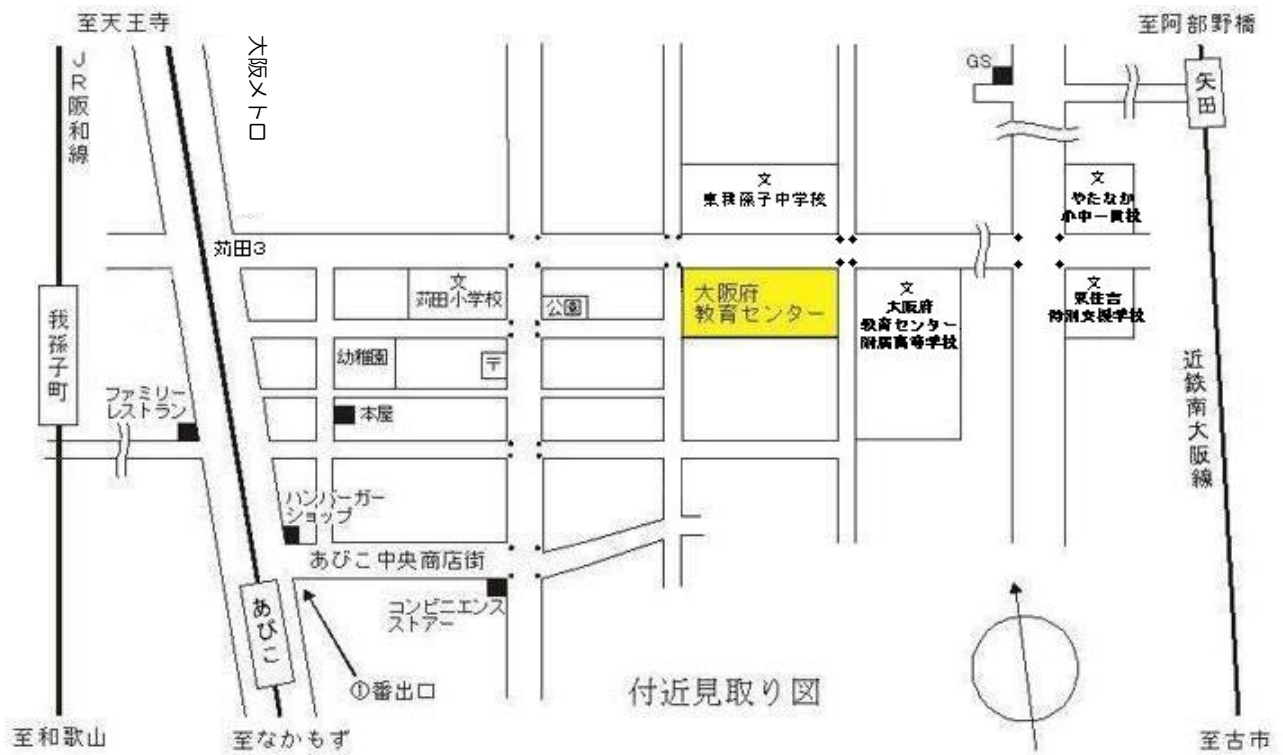 至天王寺
至阿部野橋
JR阪和線
大阪メトロ
GS
矢田
文
東我孫子中学校
文
やたなか
小中一貫校
苅田3
文
苅田小学校
公園
大阪府
教育センター
文
大阪府
教育センター
附属高等学校
文
東住吉
特別支援学校
我孫子町
幼稚園
〒
ファミリー
レストラン
本屋
近鉄南大阪線
ハンバーガー
ショップ
あびこ中央商店街
あびこ
コンビニエンス
ストアー
①番出口
付近見取り図
至和歌山
至なかもず
至古市